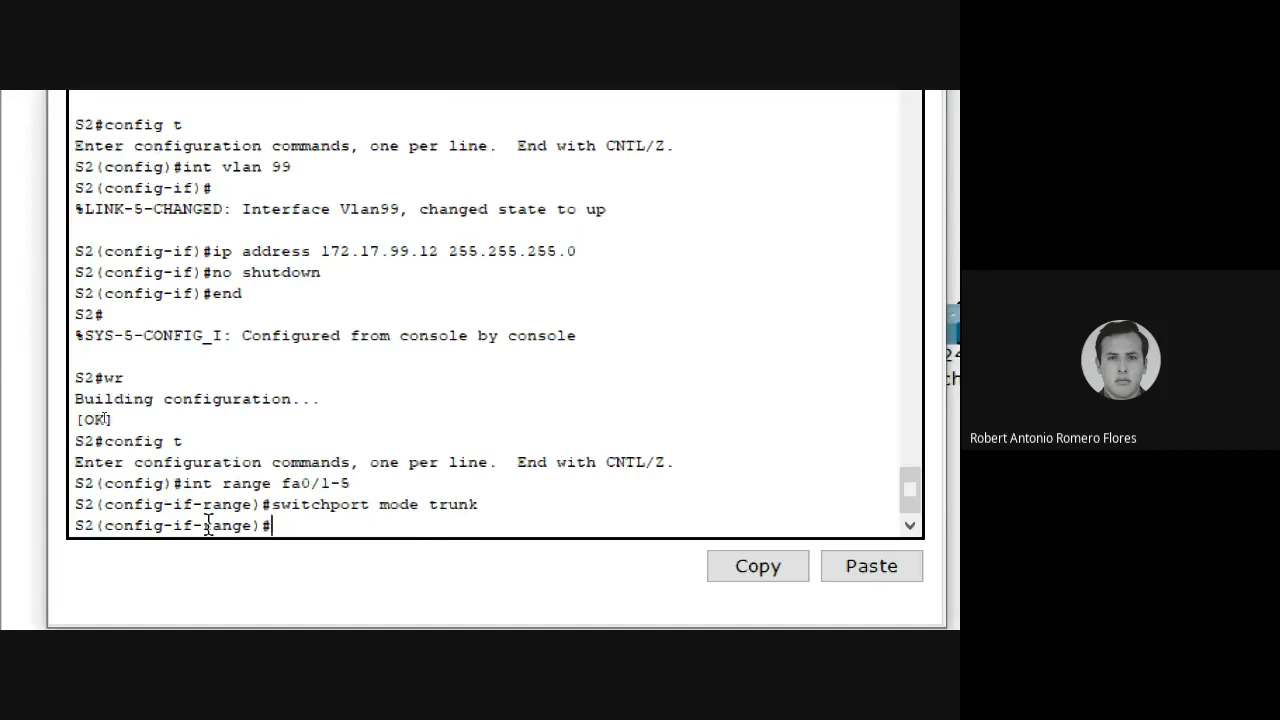 S2#config t
Enter configuration commands, one per line.  End with CNTL/Z.
S2(config)#int vlan 99
S2(config-if)#
%LINK-5-CHANGED: Interface Vlan99, changed state to up
S2(config-if)#ip address 172.17.99.12 255.255.255.0
S2(config-if)#no shutdown
S2(config-if)#end
S2#
%SYS-5-CONFIG_I: Configured from console by console
S2#wr
Building configuration...
[OK]
S2#config t
Enter configuration commands, one per line.  End with CNTL/Z.
S2(config)#int range fa0/1-5
S2(config-if-range)#switchport mode trunk
S2(config-if-range)#
Copy Paste
Robert Antonio Romero Flores